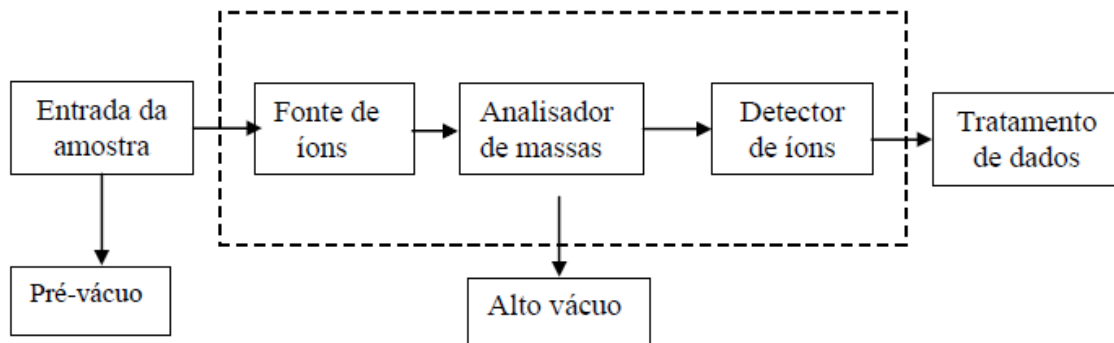 Entrada da
amostra
Fonte de
íons
Analisador
de massas
Detector
de íons
Tratamento
de dados
Pré-vácuo
Alto vácuo